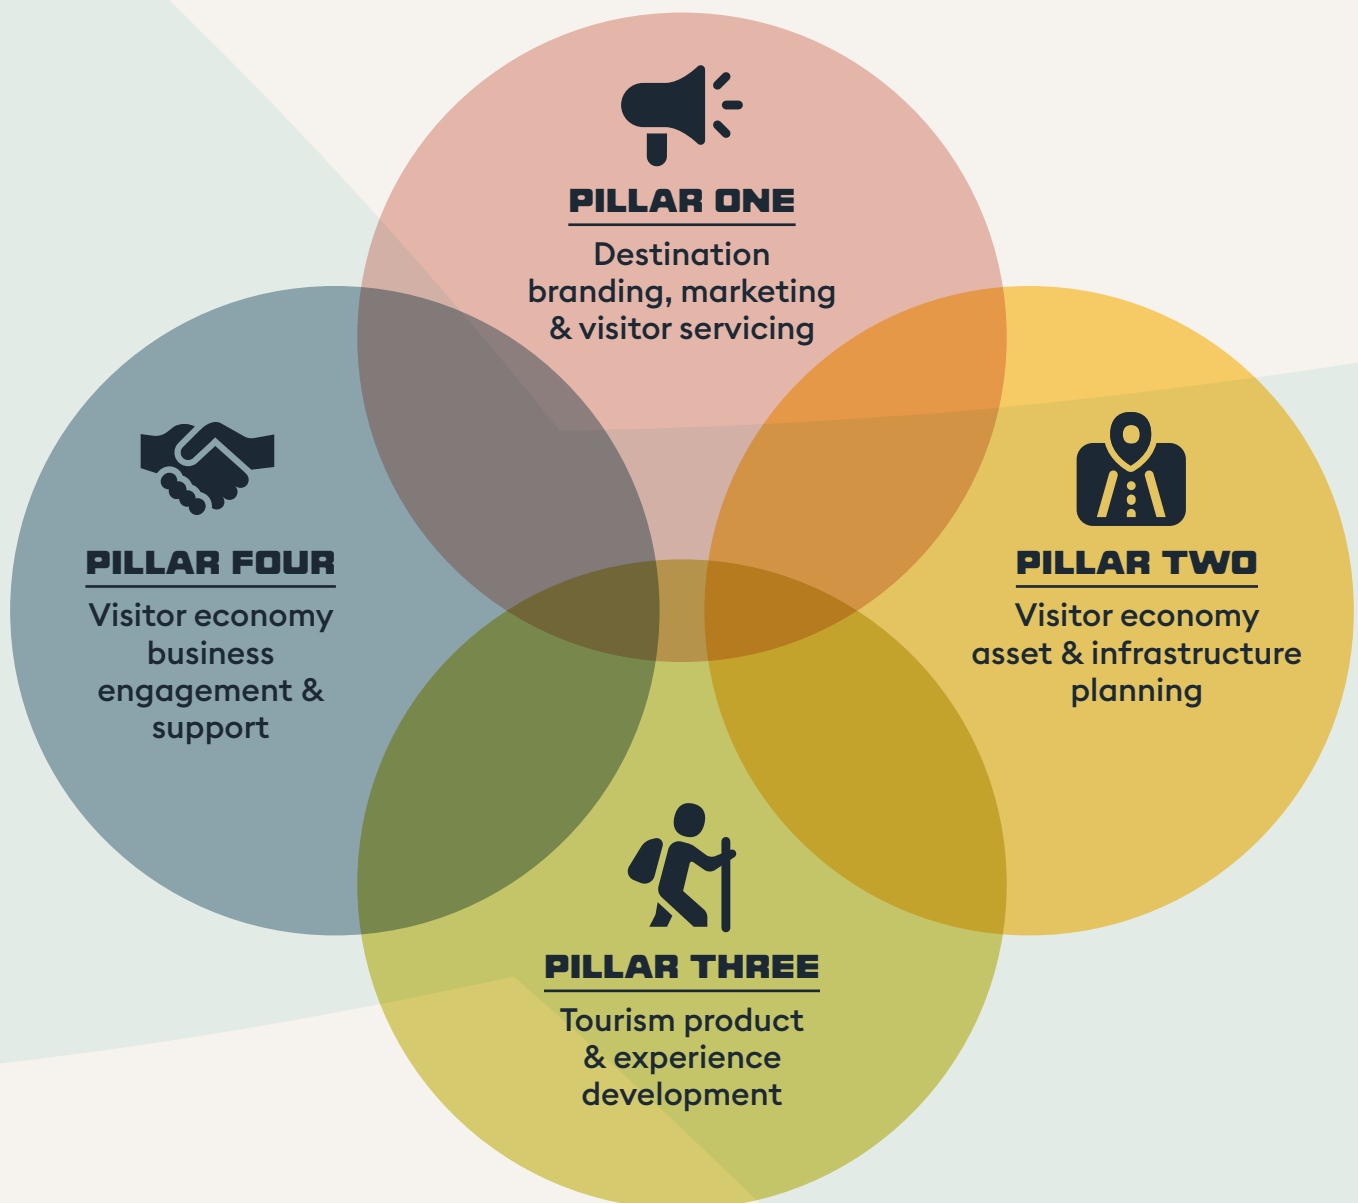 PILLAR ONE
Destination
branding, marketing
& visitor servicing
PILLAR TWO
Visitor economy
asset & infrastructure
planning
PILLAR THREE
Tourism product
& experience
development
PILLAR FOUR
Visitor economy
business
engagement &
support